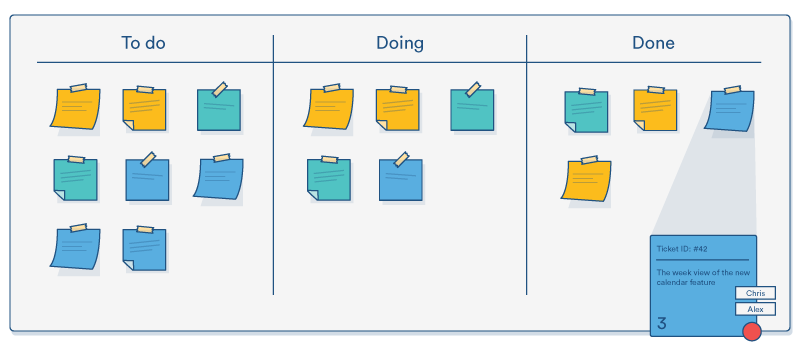 To do
Doing
Done
Ticket ID: #42
The week view of the new
calendar feature
Chris
Alex
3